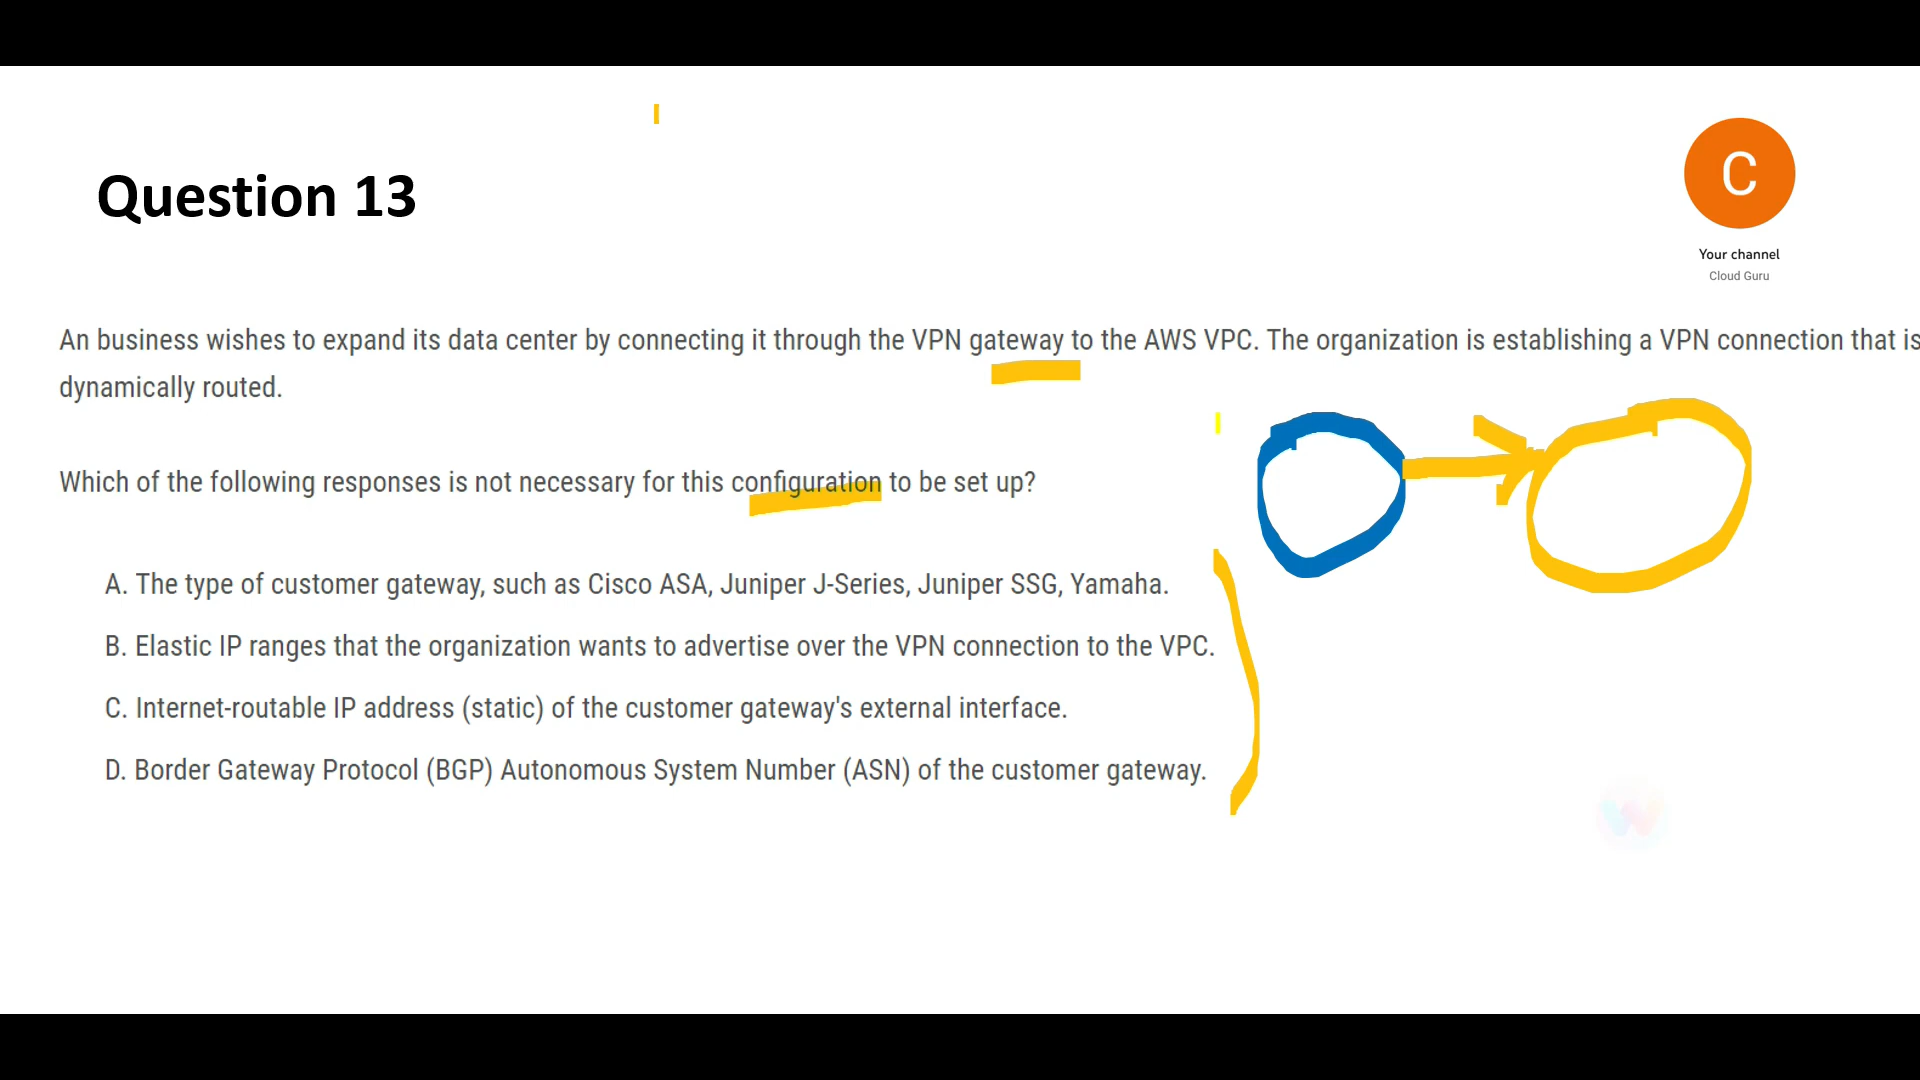 C
Question 13
Your channel
Cloud Guru
An business wishes to expand its data center by connecting it through the VPN gateway to the AWS VPC. The organization is establishing a VPN connection that is
dynamically routed.
Which of the following responses is not necessary for this configuration to be set up?
A. The type of customer gateway, such as Cisco ASA, Juniper J-Series, Juniper SSG, Yamaha.
B. Elastic IP ranges that the organization wants to advertise over the VPN connection to the VPC.
C. Internet-routable IP address (static) of the customer gateway's external interface.
D. Border Gateway Protocol (BGP) Autonomous System Number (ASN) of the customer gateway.
W